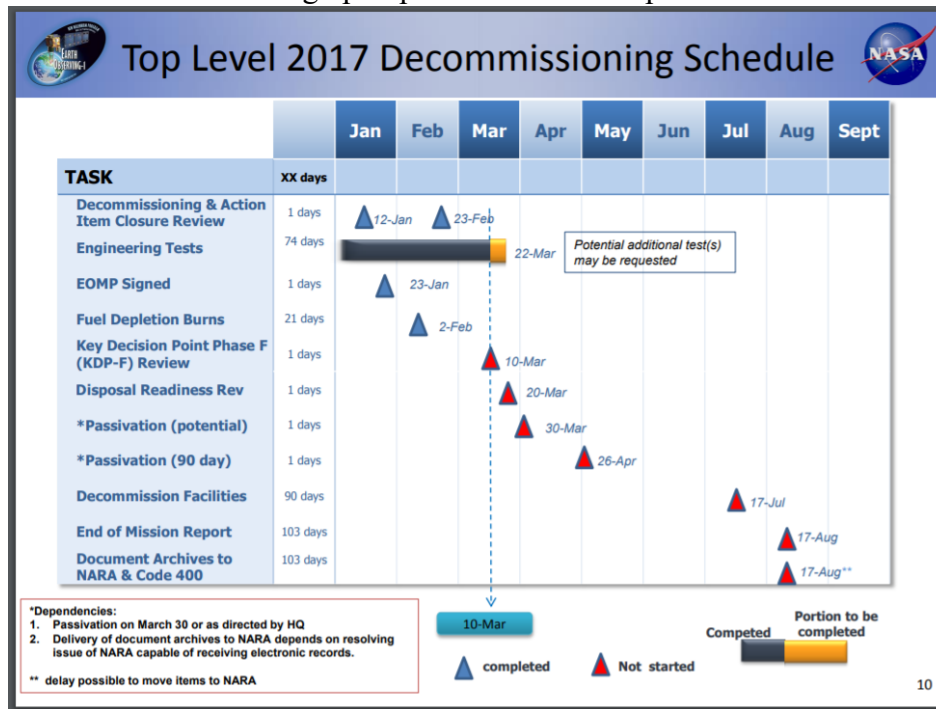 EARTH
OBSERVING-1
Top Level 2017 Decommissioning Schedule
NASA
Jan Feb Mar Apr May Jun Jul Aug Sept
TASK XX days
Decommissioning & Action
Item Closure Review 1 days 12-Jan 23-Feb
Engineering Tests 74 days 22-Mar
Potential additional test(s)
may be requested
EOMP Signed 1 days 23-Jan
Fuel Depletion Burns 21 days 2-Feb
Key Decision Point Phase F
(KDP-F) Review 1 days 10-Mar
Disposal Readiness Rev 1 days 20-Mar
*Passivation (potential) 1 days 30-Mar
*Passivation (90 day) 1 days 26-Apr
Decommission Facilities 90 days 17-Jul
End of Mission Report 103 days 17-Aug
Document Archives to
NARA & Code 400 103 days 17-Aug**
*Dependencies:
1. Passivation on March 30 or as directed by HQ
2. Delivery of document archives to NARA depends on resolving
issue of NARA capable of receiving electronic records.
** delay possible to move items to NARA
10-Mar
completed
Not started
Competed
Portion to be
completed
10